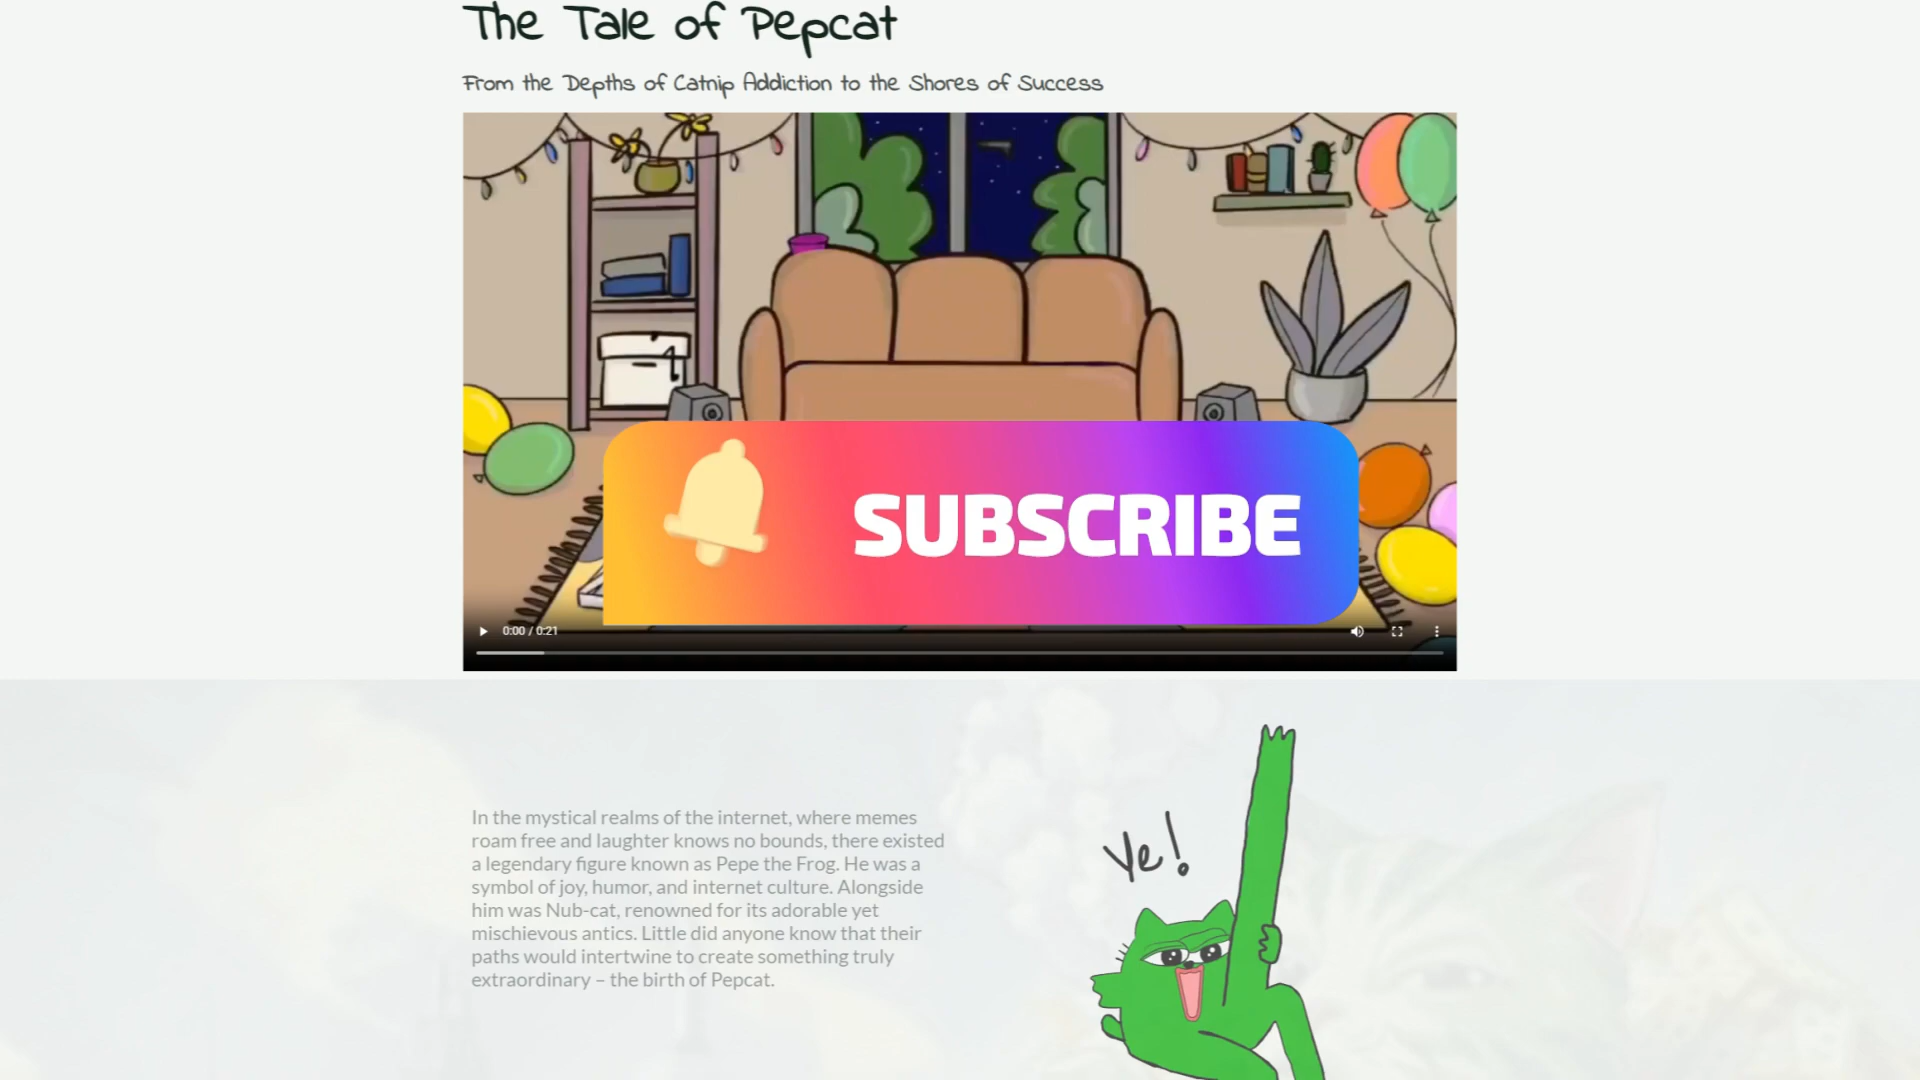 The Tale of Pepcat
From the Depths of Catnip Addiction to the Shores of Success
SUBSCRIBE
0:00 / 0:21
In the mystical realms of the internet, where memes
roam free and laughter knows no bounds, there existed
a legendary figure known as Pepe the Frog. He was a
symbol of joy, humor, and internet culture. Alongside
him was Nub-cat, renowned for its adorable yet
mischievous antics. Little did anyone know that their
paths would intertwine to create something truly
extraordinary – the birth of Pepcat.
Ye!